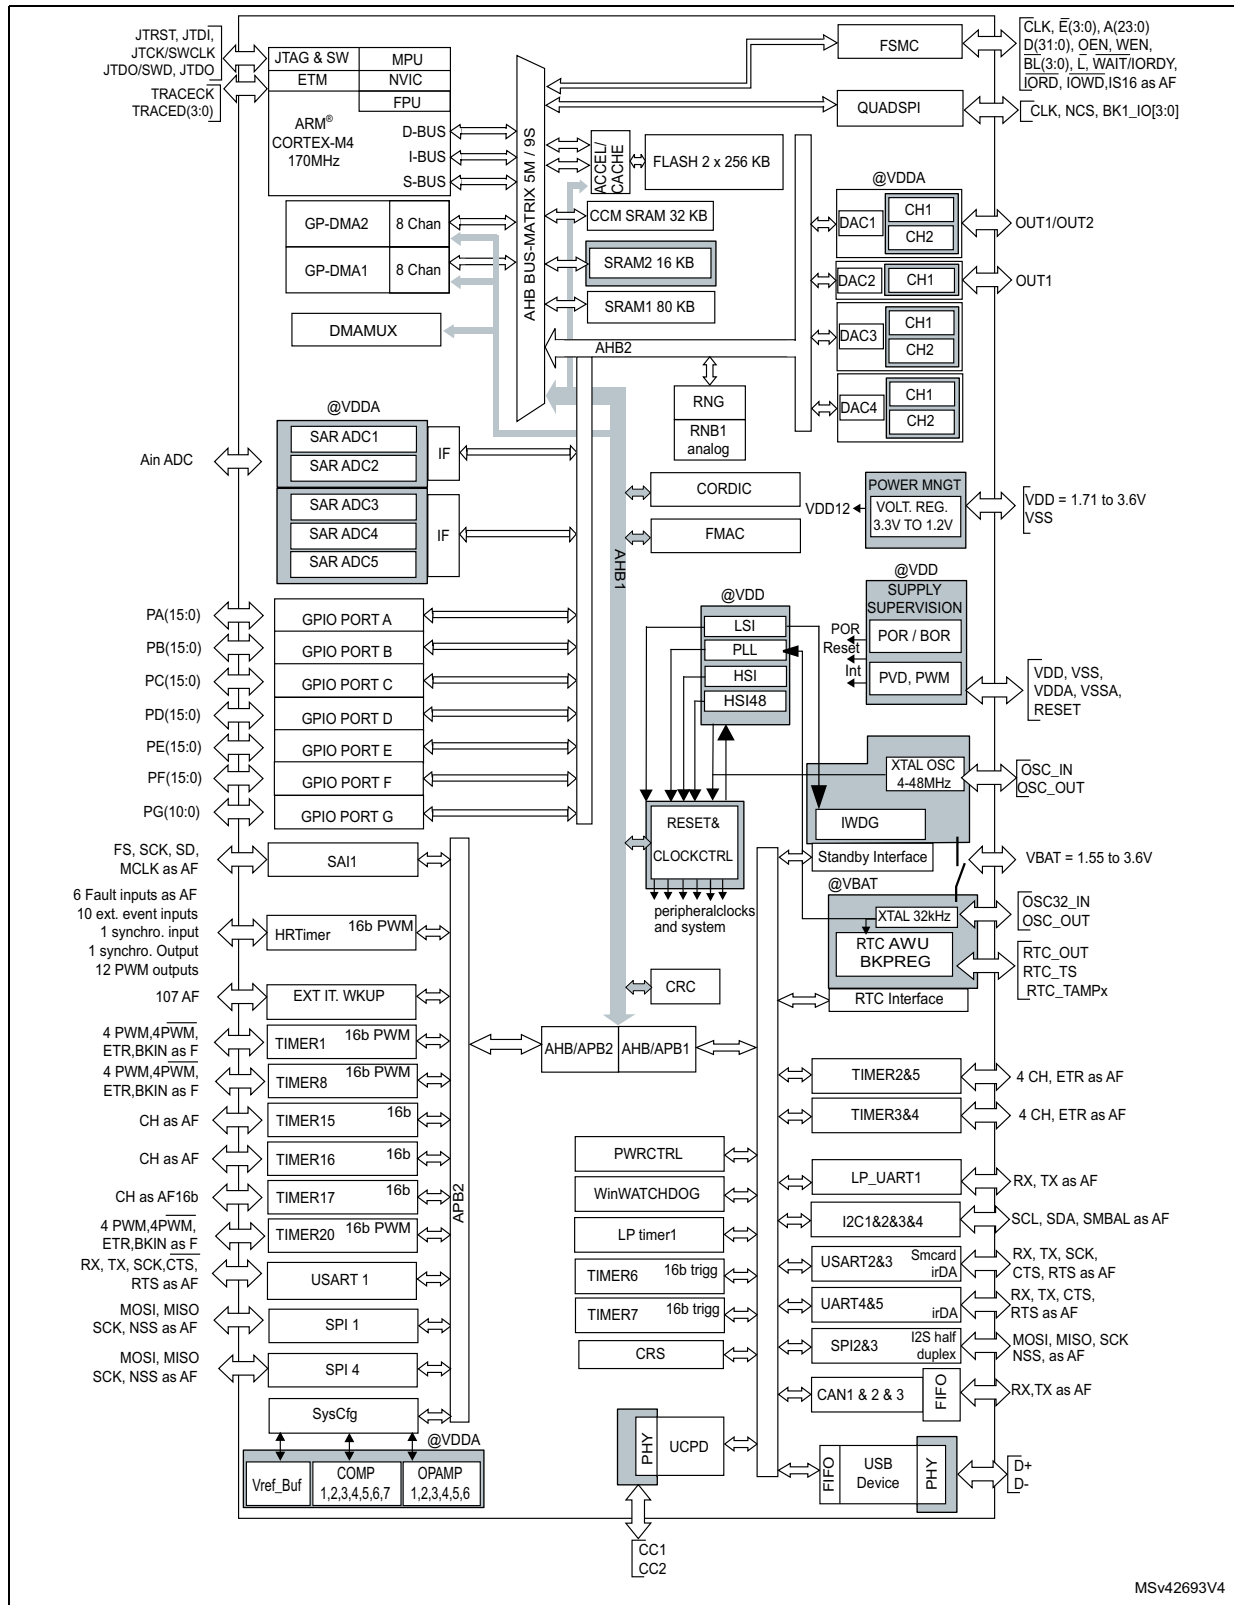 JTRST, JTDI,
JTCK/SWCLK
JTDO/SWD, JTDO
TRACECK
TRACED(3:0)
JTAG & SW
MPU
ETM
NVIC
FPU
ARM®
CORTEX-M4
170MHz
D-BUS
I-BUS
S-BUS
GP-DMA2
8 Chan
GP-DMA1
8 Chan
DMAMUX
AHB BUS-MATRIX 5M / 9S
FSMC
CLK, E(3:0), A(23:0)
D(31:0), OEN, WEN,
BL(3:0), L, WAIT/IORDY,
IORD, IOWD,IS16 as AF
QUADSPI
CLK, NCS, BK1_IO[3:0]
ACCEL/
CACHE
FLASH 2 x 256 KB
CCM SRAM 32 KB
SRAM2 16 KB
SRAM1 80 KB
AHB2
RNG
RNB1
analog
@VDDA
DAC1
CH1
CH2
OUT1/OUT2
DAC2
CH1
OUT1
DAC3
CH1
CH2
DAC4
CH1
CH2
@VDDA
Ain ADC
SAR ADC1
SAR ADC2
IF
SAR ADC3
SAR ADC4
SAR ADC5
IF
CORDIC
FMAC
AHB1
POWER MNGT
VDD12
VOLT. REG.
3.3V TO 1.2V
VDD = 1.71 to 3.6V
VSS
@VDD
SUPPLY
SUPERVISION
POR
Reset
Int
POR / BOR
PVD, PWM
VDD, VSS,
VDDA, VSSA,
RESET
@VDD
LSI
PLL
HSI
HSI48
PA(15:0)
GPIO PORT A
PB(15:0)
GPIO PORT B
PC(15:0)
GPIO PORT C
PD(15:0)
GPIO PORT D
PE(15:0)
GPIO PORT E
PF(15:0)
GPIO PORT F
PG(10:0)
GPIO PORT G
XTAL OSC
4-48MHz
OSC_IN
OSC_OUT
IWDG
Standby Interface
VBAT = 1.55 to 3.6V
@VBAT
XTAL 32kHz
OSC32_IN
OSC_OUT
RTC AWU
BKPREG
RTC_OUT
RTC_TS
RTC_TAMPx
RTC Interface
RESET&
CLOCKCTRL
peripheralclocks
and system
CRC
AHB/APB2
AHB/APB1
FS, SCK, SD,
MCLK as AF
SAI1
6 Fault inputs as AF
10 ext. event inputs
1 synchro. input
1 synchro. Output
12 PWM outputs
HRTimer
16b PWM
107 AF
EXT IT. WKUP
4 PWM,4PWM,
ETR,BKIN as F
TIMER1
16b PWM
4 PWM,4PWM,
ETR,BKIN as F
TIMER8
16b PWM
CH as AF
TIMER15
16b
CH as AF
TIMER16
16b
CH as AF16b
TIMER17
16b
4 PWM,4PWM,
ETR,BKIN as F
TIMER20
16b PWM
RX, TX, SCK,CTS,
RTS as AF
USART 1
MOSI, MISO
SCK, NSS as AF
SPI 1
MOSI, MISO
SCK, NSS as AF
SPI 4
SysCfg
@VDDA
Vref_Buf
COMP
1,2,3,4,5,6,7
OPAMP
1,2,3,4,5,6
APB2
PWRCTRL
WinWATCHDOG
LP timer1
TIMER6
16b trigg
TIMER7
16b trigg
CRS
PHY
UCPD
CC1
CC2
TIMER2&5
4 CH, ETR as AF
TIMER3&4
4 CH, ETR as AF
LP_UART1
RX, TX as AF
I2C1&2&3&4
SCL, SDA, SMBAL as AF
USART2&3
Smcard
irDA
RX, TX, SCK,
CTS, RTS as AF
UART4&5
irDA
RX, TX, CTS,
RTS as AF
SPI2&3
I2S half
duplex
MOSI, MISO, SCK
NSS, as AF
CAN1 & 2 & 3
FIFO
RX,TX as AF
FIFO
USB
Device
PHY
D+
D-
MSv42693V4